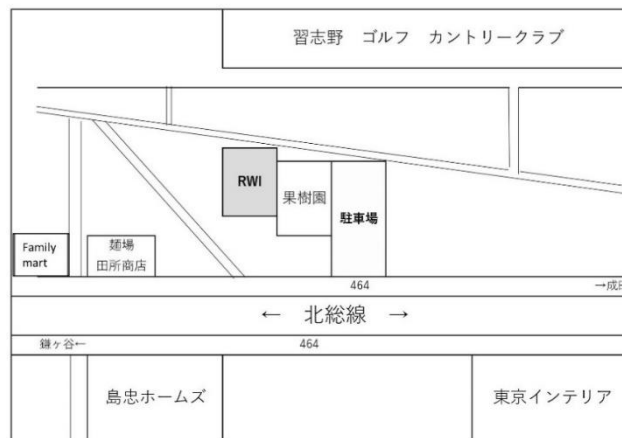 習志野 ゴルフ カントリークラブ
RWI
果樹園
駐車場
Family
mart
麺場
田所商店
464
→成田
← 北総線 →
鎌ヶ谷←
464
島忠ホームズ
東京インテリア